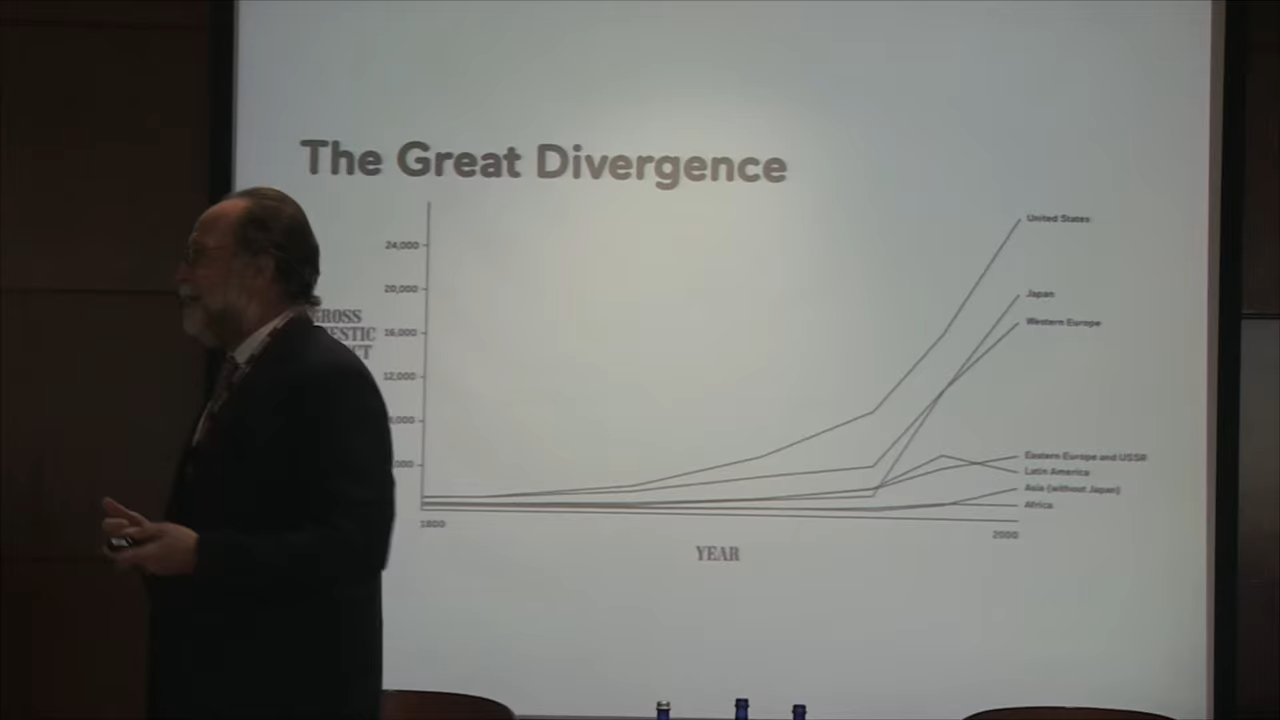 The Great Divergence
GROSS
24,000
20,000
16,000
12,000
United States
Japan
Western Europe
Eastern Europe and USSR
Latin America
Asia (without Japan)
Africa
1800
2000
YEAR